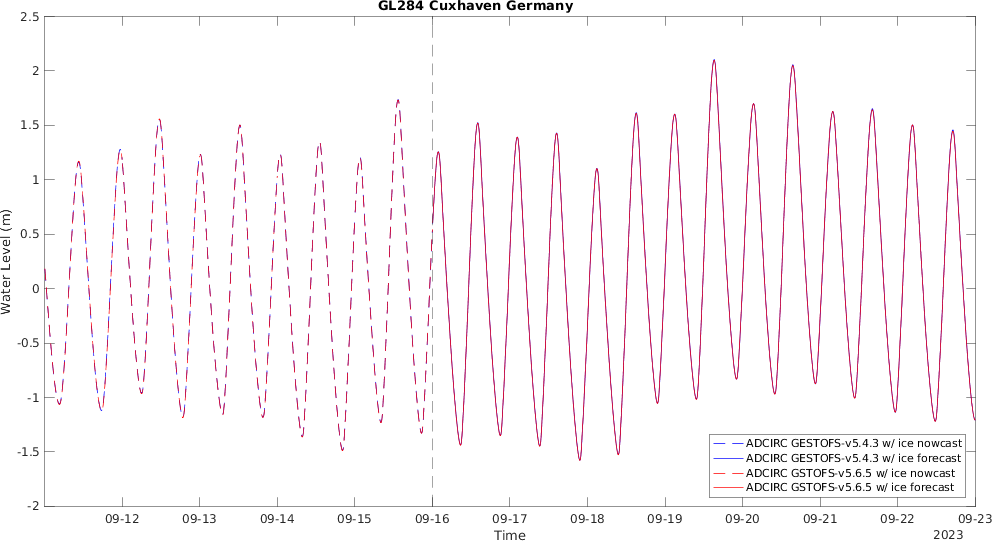 GL284 Cuxhaven Germany
2.5
2
1.5
1
0.5
0
-0.5
-1
-1.5
-2
Water Level (m)
ADCIRC GESTOFS-v5.4.3 w/ ice nowcast
ADCIRC GESTOFS-v5.4.3 w/ ice forecast
ADCIRC GSTOFS-v5.6.5 w/ ice nowcast
ADCIRC GSTOFS-v5.6.5 w/ ice forecast
09-12 09-13 09-14 09-15 09-16 09-17 09-18 09-19 09-20 09-21 09-22 09-23
Time
2023